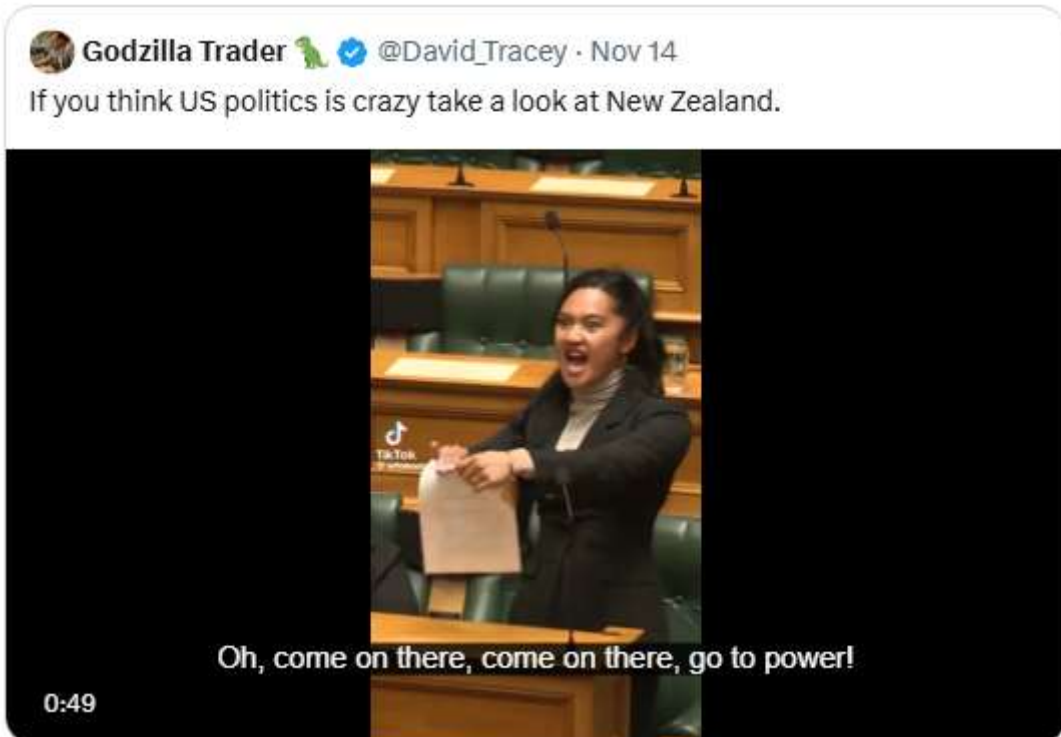 Godzilla Trader 🦖 @David_Tracey · Nov 14
If you think US politics is crazy take a look at New Zealand.
TikTok
Oh, come on there, come on there, go to power!
0:49